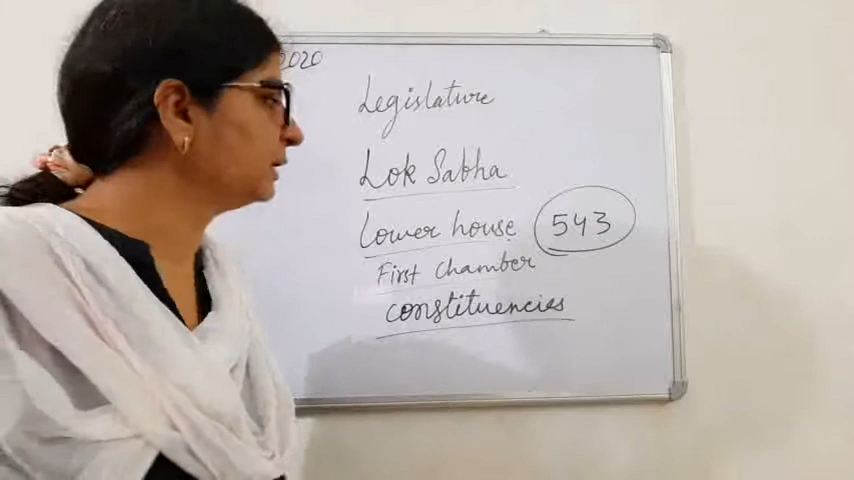 2020
Legislature
Lok Sabha
Lower house 543
First Chamber
constituencies